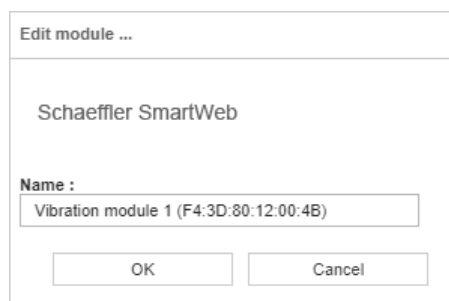 Edit module ...
Schaeffler SmartWeb
Name :
Vibration module 1 (F4:3D:80:12:00:4B)
OK
Cancel